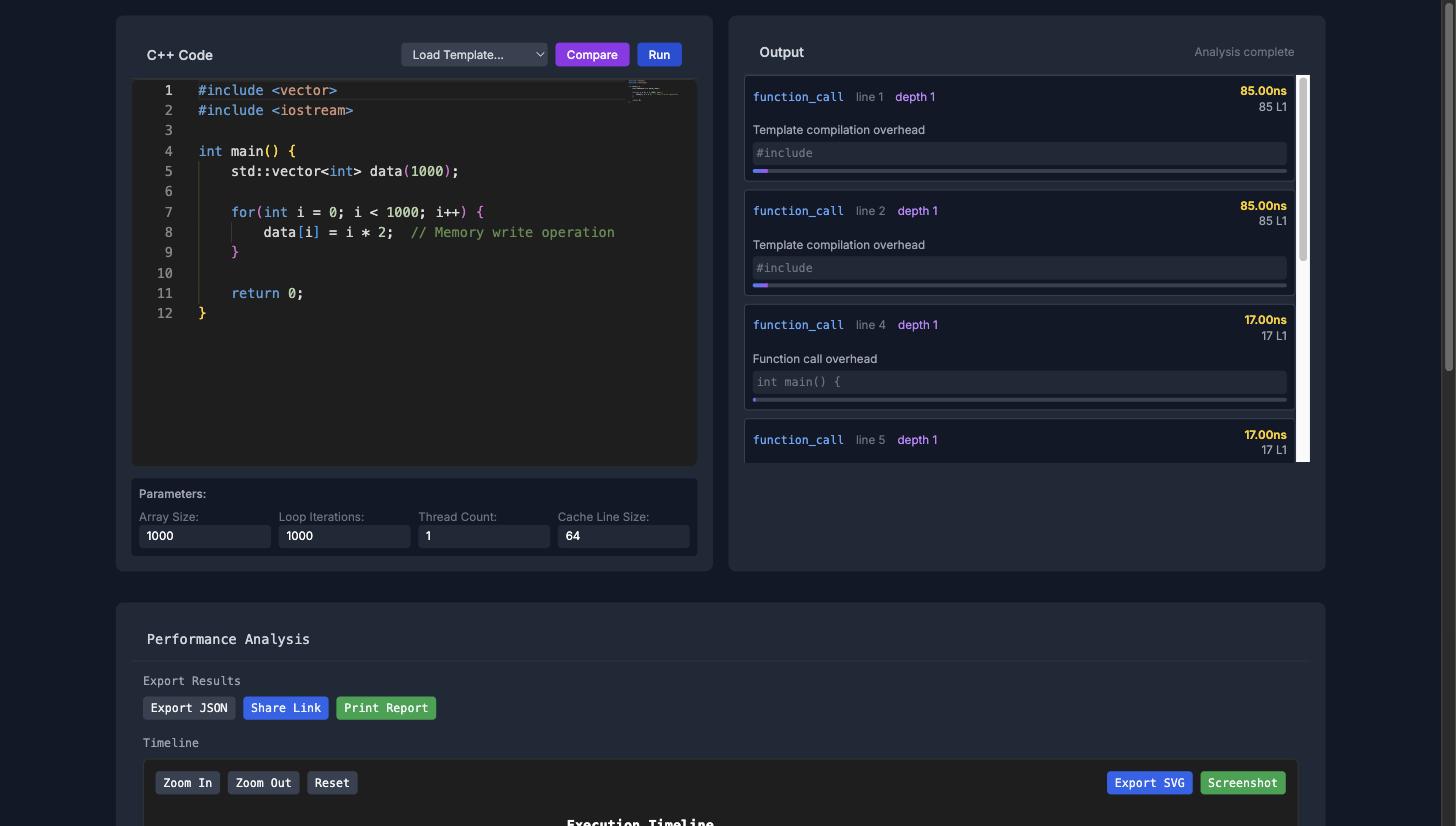 C++ Code
Load Template...
Compare
Run
1 #include <vector>
2 #include <iostream>
3
4 int main() {
5     std::vector<int> data(1000);
6
7     for(int i = 0; i < 1000; i++) {
8         data[i] = i * 2;  // Memory write operation
9     }
10
11     return 0;
12 }
Parameters:
Array Size: Loop Iterations: Thread Count: Cache Line Size:
1000 1000 1 64
Output
Analysis complete
function_call line 1 depth 1 85.00ns
85 L1
Template compilation overhead
#include
function_call line 2 depth 1 85.00ns
85 L1
Template compilation overhead
#include
function_call line 4 depth 1 17.00ns
17 L1
Function call overhead
int main() {
function_call line 5 depth 1 17.00ns
17 L1
Performance Analysis
Export Results
Export JSON Share Link Print Report
Timeline
Zoom In Zoom Out Reset Export SVG Screenshot
Execution Timeline